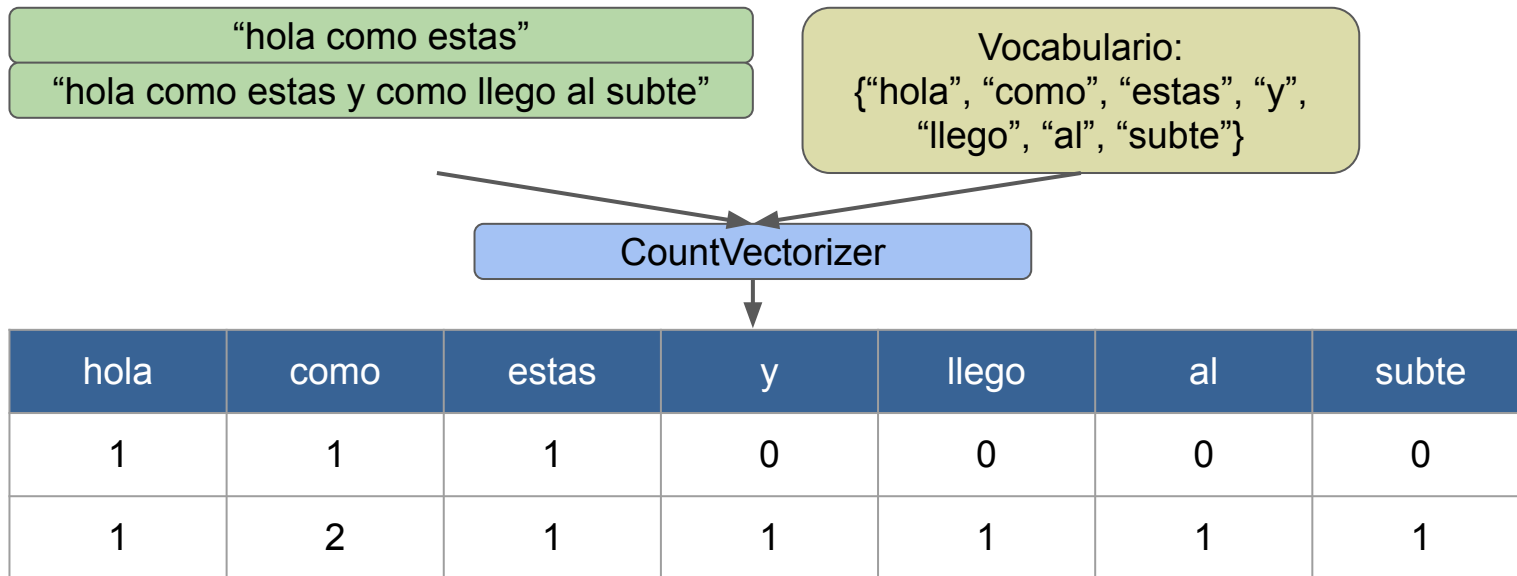 “hola como estas”
“hola como estas y como llego al subte”
Vocabulario:
{“hola”, “como”, “estas”, “y”,
“llego”, “al”, “subte”}
CountVectorizer
hola como estas y llego al subte
1 1 1 0 0 0 0
1 2 1 1 1 1 1